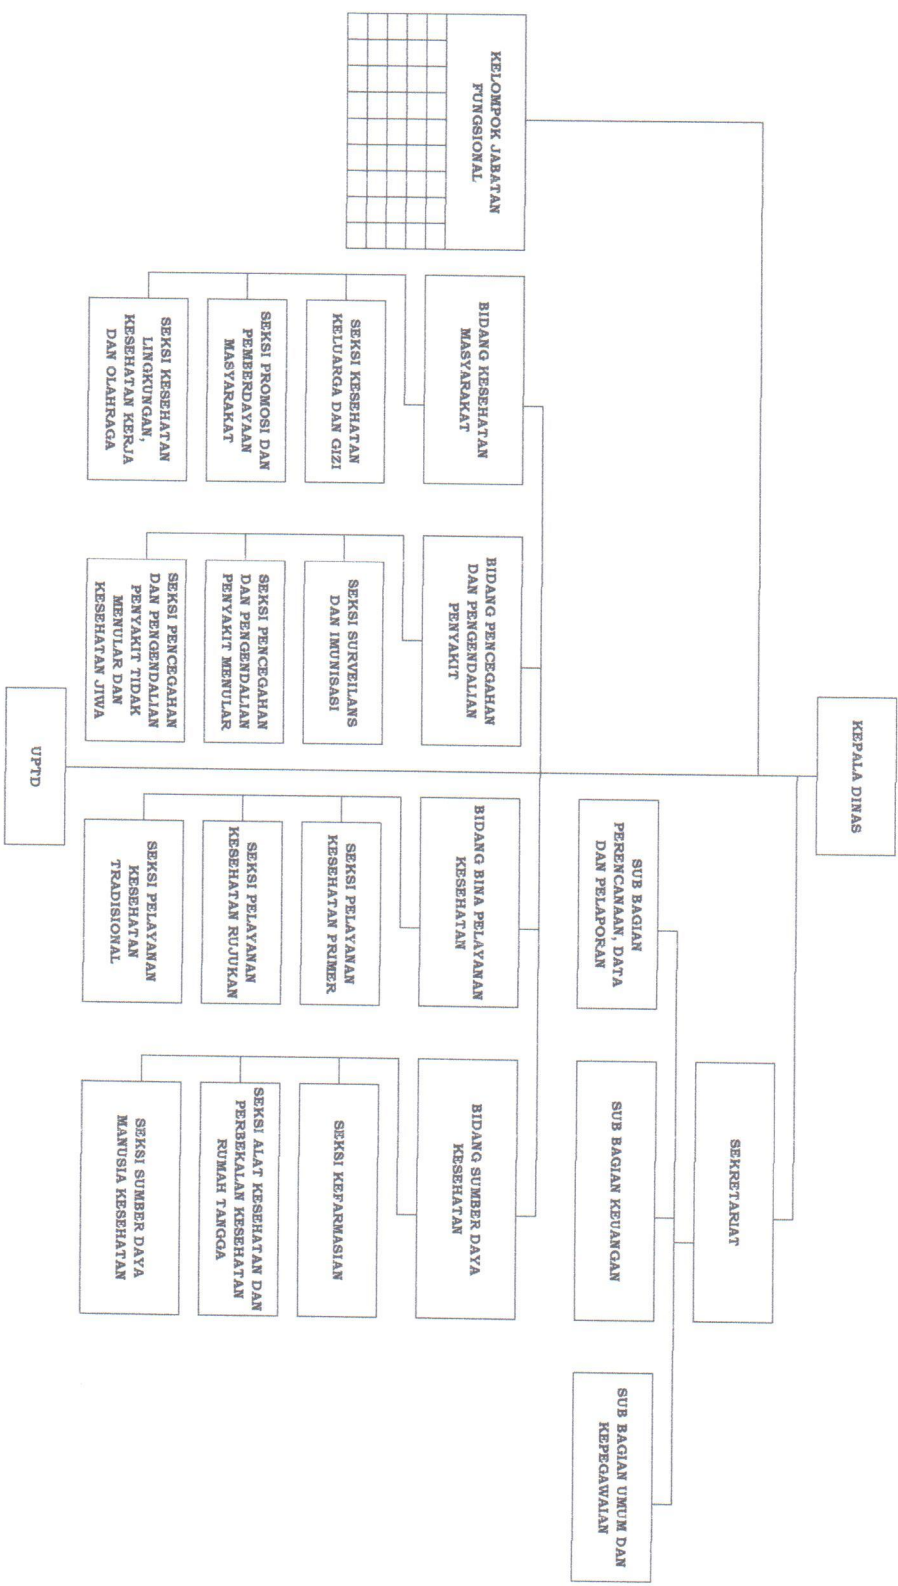 KEPALA DINAS
SEKRETARIAT
KELOMPOK JABATAN
FUNGSIONAL
SUB BAGIAN
PERENCANAAN, DATA
DAN PELAPORAN
SUB BAGIAN KEUANGAN
SUB BAGIAN UMUM DAN
KEPEGAWAIAN
BIDANG KESEHATAN
MASYARAKAT
SEKSI KESEHATAN
KELUARGA DAN GIZI
SEKSI PROMOSI DAN
PEMBERDAYAAN
MASYARAKAT
SEKSI KESEHATAN
LINGKUNGAN,
KESEHATAN KERJA
DAN OLAHRAGA
BIDANG PENCEGAHAN
DAN PENGENDALIAN
PENYAKIT
SEKSI SURVEILANS
DAN IMUNISASI
SEKSI PENCEGAHAN
DAN PENGENDALIAN
PENYAKIT MENULAR
SEKSI PENCEGAHAN
DAN PENGENDALIAN
PENYAKIT TIDAK
MENULAR DAN
KESEHATAN JIWA
BIDANG BINA PELAYANAN
KESEHATAN
SEKSI PELAYANAN
KESEHATAN PRIMER
SEKSI PELAYANAN
KESEHATAN RUJUKAN
SEKSI PELAYANAN
KESEHATAN
TRADISIONAL
BIDANG SUMBER DAYA
KESEHATAN
SEKSI KEFARMASIAN
SEKSI ALAT KESEHATAN DAN
PERBEKALAN KESEHATAN
RUMAH TANGGA
SEKSI SUMBER DAYA
MANUSIA KESEHATAN
UPTD